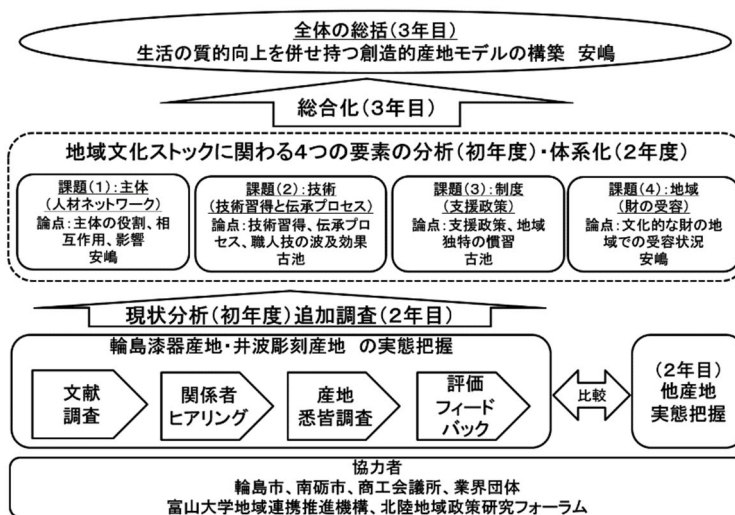 全体の総括(3年目)
生活の質的向上を併せ持つ創造的産地モデルの構築 安嶋
総合化(3年目)
地域文化ストックに関わる4つの要素の分析(初年度)・体系化(2年度)
課題(1):主体
(人材ネットワーク)
論点:主体の役割、相
互作用、影響
安嶋
課題(2):技術
(技術習得と伝承プロセス)
論点:技術習得、伝承プロ
セス、職人技の波及効果
古池
課題(3):制度
(支援政策)
論点:支援政策、地域
独特の慣習
古池
課題(4):地域
(財の受容)
論点:文化的な財の地
域での受容状況
安嶋
現状分析(初年度)追加調査(2年目)
輪島漆器産地・井波彫刻産地 の実態把握
文献
調査
関係者
ヒアリング
産地
悉皆調査
評価
フィード
バック
比較
(2年目)
他産地
実態把握
協力者
輪島市、南砺市、商工会議所、業界団体
富山大学地域連携推進機構、北陸地域政策研究フォーラム